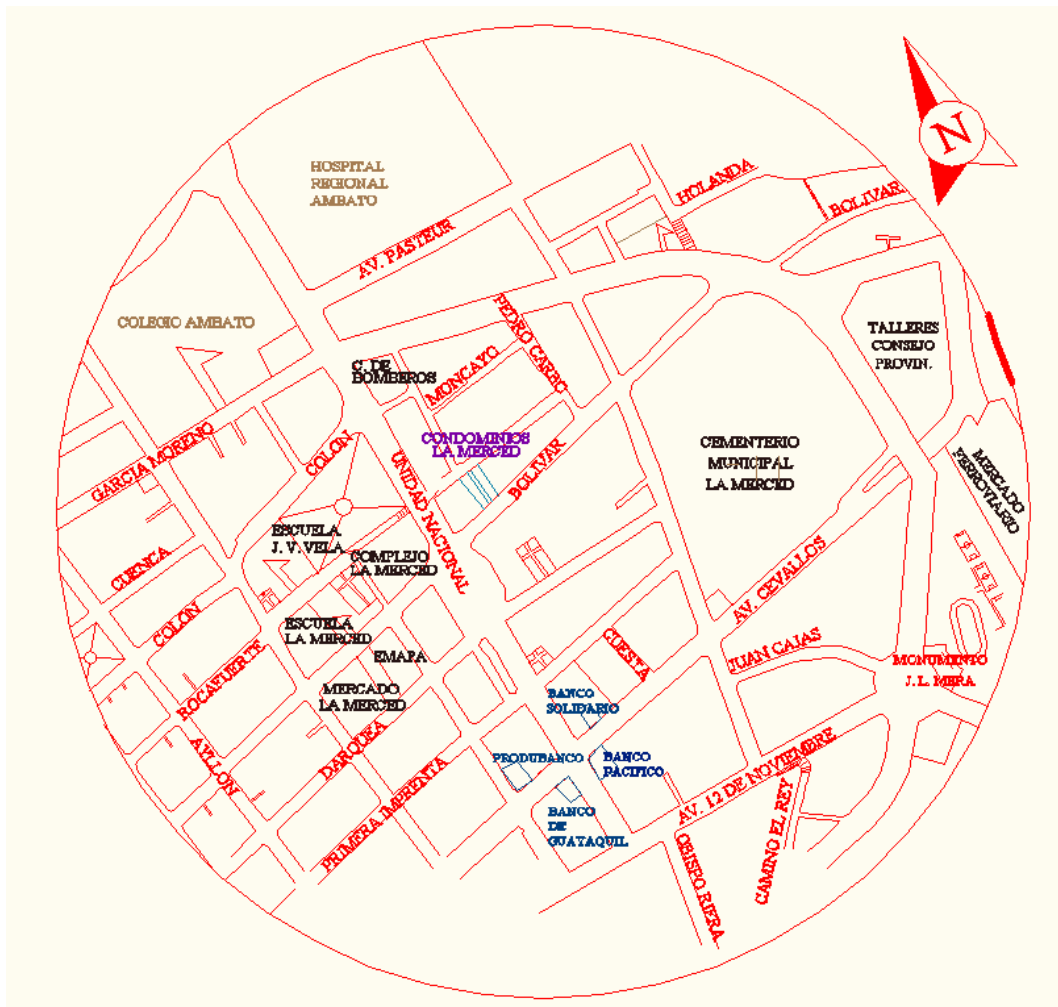 N
HOSPITAL
REGIONAL
AMBATO
HOLANDA
BOLIVAR
AV. PASTEUR
COLEGIO AMBATO
PEDRO CARBO
TALLERES
CONSEJO
PROVIN.
C. DE
BOMBEROS
MONCAYO
CONDOMINIOS
LA MERCED
GARCIA MORENO
COLON
UNIDAD NACIONAL
BOLIVAR
CEMENTERIO
MUNICIPAL
LA MERCED
MERCADO
FERROVIARIO
ESCUELA
J. V. VELA
COMPLEJO
LA MERCED
CUENCA
COLON
AV. CEVALLOS
ESCUELA
LA MERCED
EMAPA
CUESTA
JUAN CAJAS
MONUMENTO
J. L. MERA
ROCAFUERTE
MERCADO
LA MERCED
BANCO
SOLIDARIO
AYLLON
DARQUEA
PRODUBANCO
BANCO
PACIFICO
PRIMERA IMPRENTA
AV. 12 DE NOVIEMBRE
BANCO
DE
GUAYAQUIL
OBISPO RIERA
CAMINO EL REY